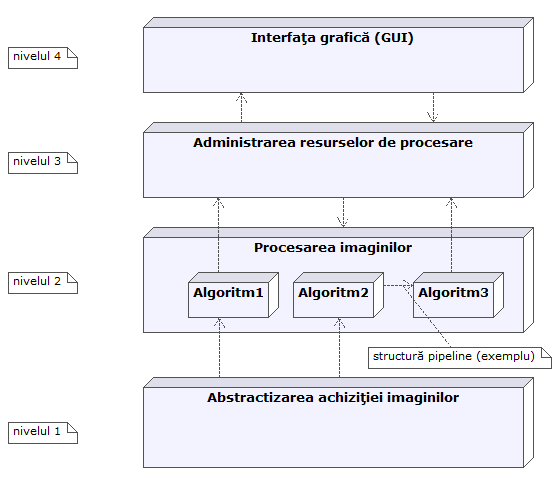 Interfaţa grafică (GUI)
nivelul 4
Administrarea resurselor de procesare
nivelul 3
Procesarea imaginilor
nivelul 2
Algoritm1
Algoritm2
Algoritm3
structură pipeline (exemplu)
Abstractizarea achiziţiei imaginilor
nivelul 1